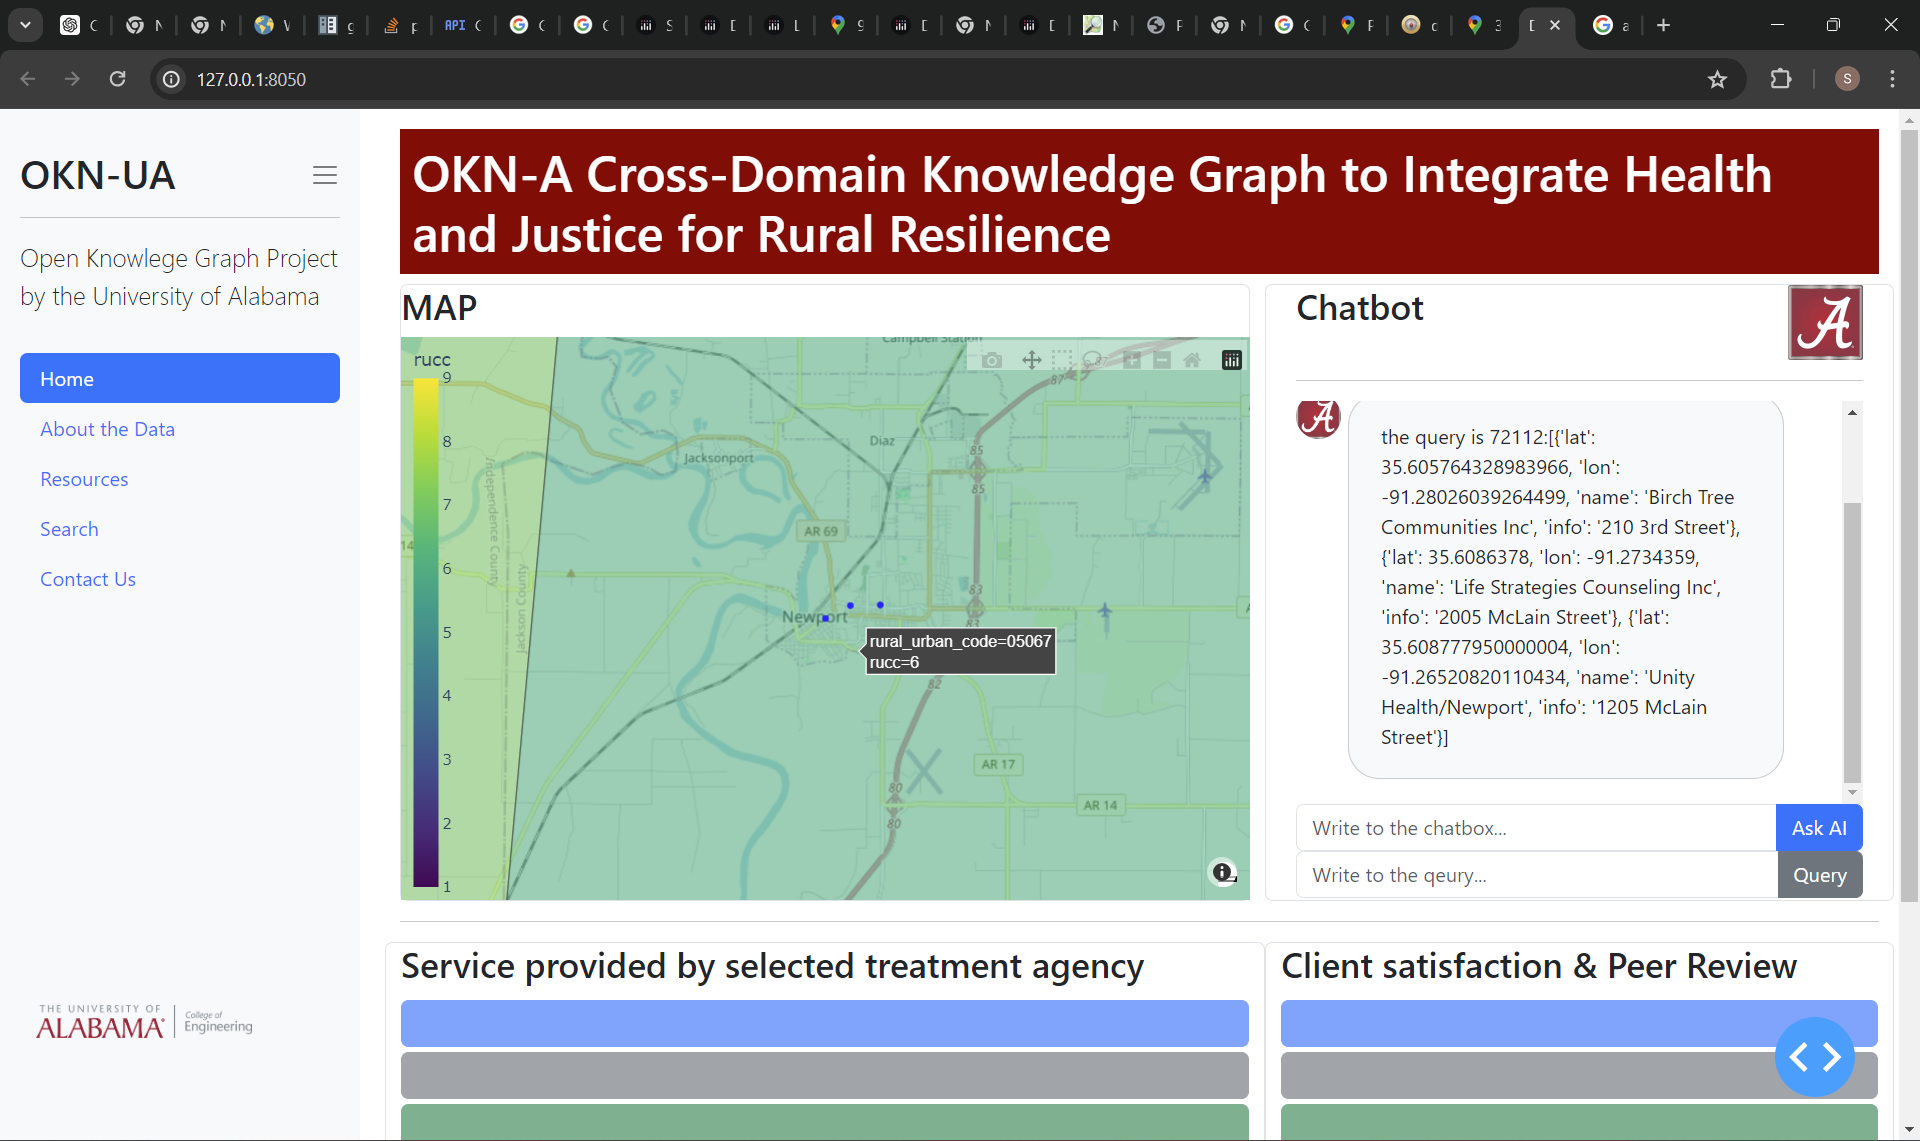 127.0.0.1:8050
S
OKN-UA
Open Knowlege Graph Project
by the University of Alabama
Home
About the Data
Resources
Search
Contact Us
THE UNIVERSITY OF
ALABAMA
College of
Engineering
OKN-A Cross-Domain Knowledge Graph to Integrate Health
and Justice for Rural Resilience
MAP
rucc
9
8
7
6
5
4
3
2
1
Campbell Station
87
87
Diaz
Jacksonport
85
85
Independence County
Jackson County
14
AR 69
83
83
Newport
rural_urban_code=05067
rucc=6
82
AR 17
80
80
AR 14
Chatbot
A
A
the query is 72112:[{'lat':
35.605764328983966, 'lon':
-91.28026039264499, 'name': 'Birch Tree
Communities Inc', 'info': '210 3rd Street'},
{'lat': 35.6086378, 'lon': -91.2734359,
'name': 'Life Strategies Counseling Inc',
'info': '2005 McLain Street'}, {'lat':
35.608777950000004, 'lon':
-91.26520820110434, 'name': 'Unity
Health/Newport', 'info': '1205 McLain
Street'}]
Write to the chatbox...
Ask AI
Write to the qeury...
Query
Service provided by selected treatment agency
Client satisfaction & Peer Review